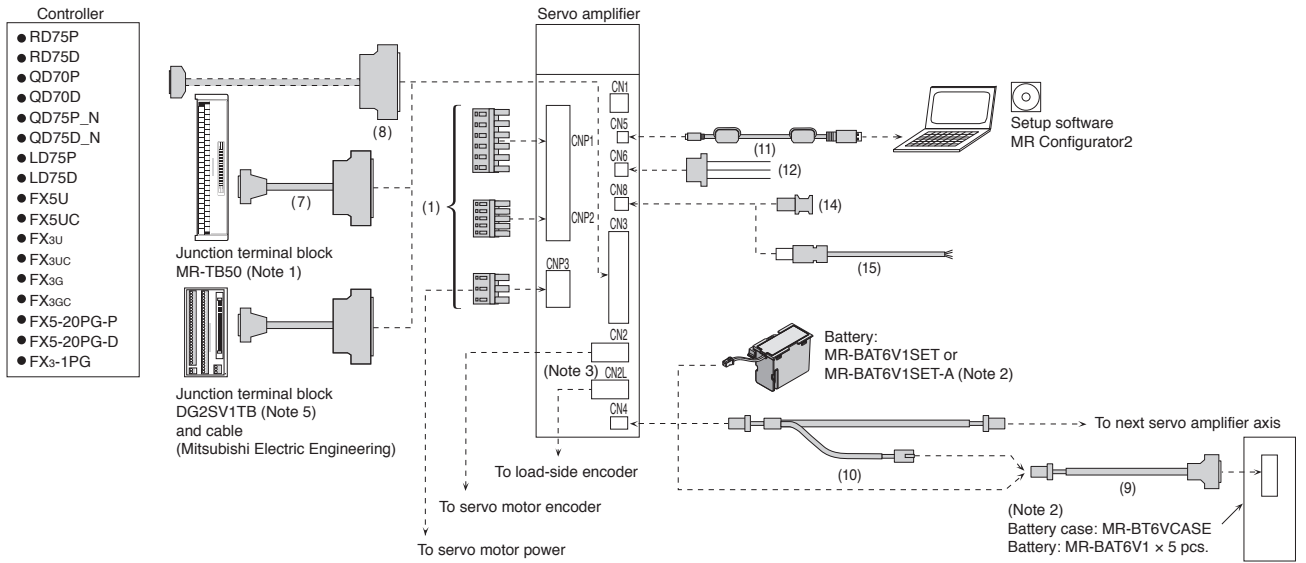 Controller
● RD75P
● RD75D
● QD70P
● QD70D
● QD75P_N
● QD75D_N
● LD75P
● LD75D
● FX5U
● FX5UC
● FX3U
● FX3UC
● FX3G
● FX3GC
● FX5-20PG-P
● FX5-20PG-D
● FX3-1PG
(8)
(7)
Junction terminal block
MR-TB50 (Note 1)
Junction terminal block
DG2SV1TB (Note 5)
and cable
(Mitsubishi Electric Engineering)
(1)
Servo amplifier
CN1
CN5
CNP1
CN6
CN8
CNP2
CN3
CNP3
CN2
(Note 3)
CN2L
CN4
To load-side encoder
To servo motor encoder
To servo motor power
(11)
Setup software
MR Configurator2
(12)
(14)
(15)
Battery:
MR-BAT6V1SET or
MR-BAT6V1SET-A (Note 2)
To next servo amplifier axis
(10)
(9)
(Note 2)
Battery case: MR-BT6VCASE
Battery: MR-BAT6V1 × 5 pcs.